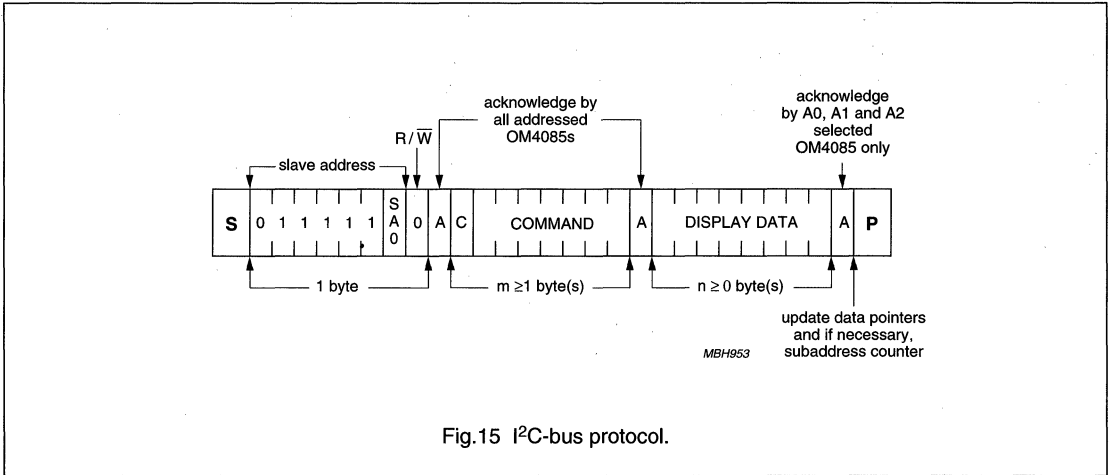 acknowledge by
all addressed
OM4085s
acknowledge
by A0, A1 and A2
selected
OM4085 only
R/W̅
slave address
S 0 1 1 1 1 1 SA0 0 A C COMMAND A DISPLAY DATA A P
1 byte
m ≥1 byte(s)
n ≥ 0 byte(s)
update data pointers
and if necessary,
subaddress counter
MBH953
Fig.15 I²C-bus protocol.